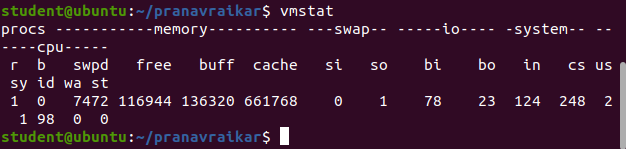 student@ubuntu:~/pranavraikar$ vmstat
procs -----------memory---------- ---swap-- -----io---- -system-- --
----cpu-----
 r  b   swpd   free   buff  cache   si   so    bi    bo   in   cs us
sy id wa st
 1  0   7472 116944 136320 661768    0    1    78    23  124  248  2
  1 98  0  0
student@ubuntu:~/pranavraikar$